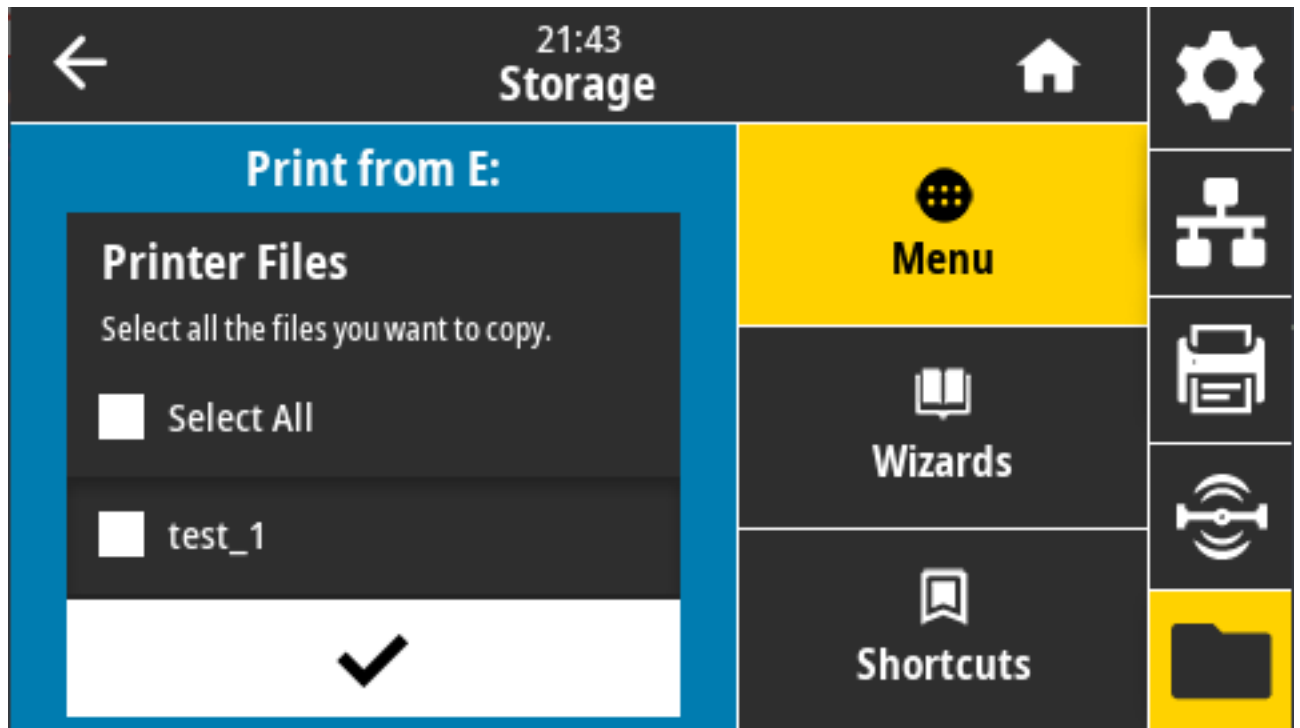 21:43
Storage
Print from E:
Printer Files
Select all the files you want to copy.
Select All
test_1
Menu
Wizards
Shortcuts